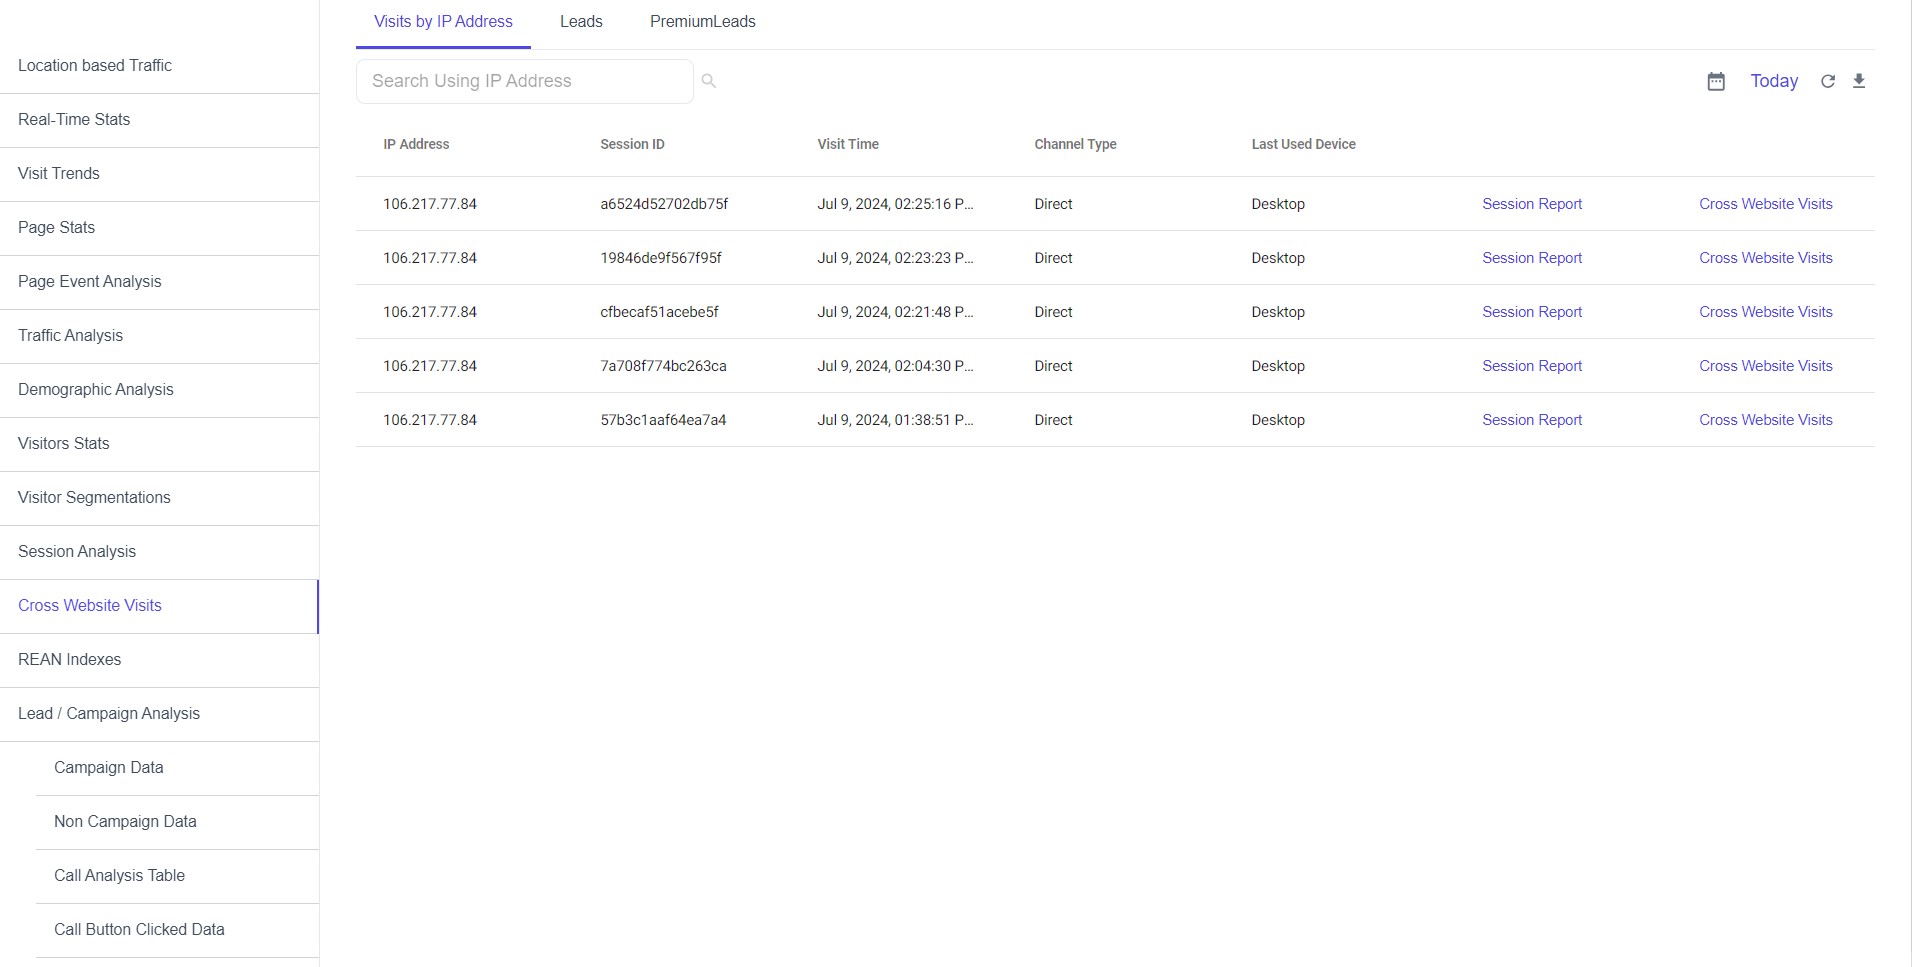 Location based Traffic
Real-Time Stats
Visit Trends
Page Stats
Page Event Analysis
Traffic Analysis
Demographic Analysis
Visitors Stats
Visitor Segmentations
Session Analysis
Cross Website Visits
REAN Indexes
Lead / Campaign Analysis
Campaign Data
Non Campaign Data
Call Analysis Table
Call Button Clicked Data
Visits by IP Address Leads PremiumLeads
Search Using IP Address Today
IP Address Session ID Visit Time Channel Type Last Used Device
106.217.77.84 a6524d52702db75f Jul 9, 2024, 02:25:16 P... Direct Desktop Session Report Cross Website Visits
106.217.77.84 19846de9f567f95f Jul 9, 2024, 02:23:23 P... Direct Desktop Session Report Cross Website Visits
106.217.77.84 cfbecaf51acebe5f Jul 9, 2024, 02:21:48 P... Direct Desktop Session Report Cross Website Visits
106.217.77.84 7a708f774bc263ca Jul 9, 2024, 02:04:30 P... Direct Desktop Session Report Cross Website Visits
106.217.77.84 57b3c1aaf64ea7a4 Jul 9, 2024, 01:38:51 P... Direct Desktop Session Report Cross Website Visits